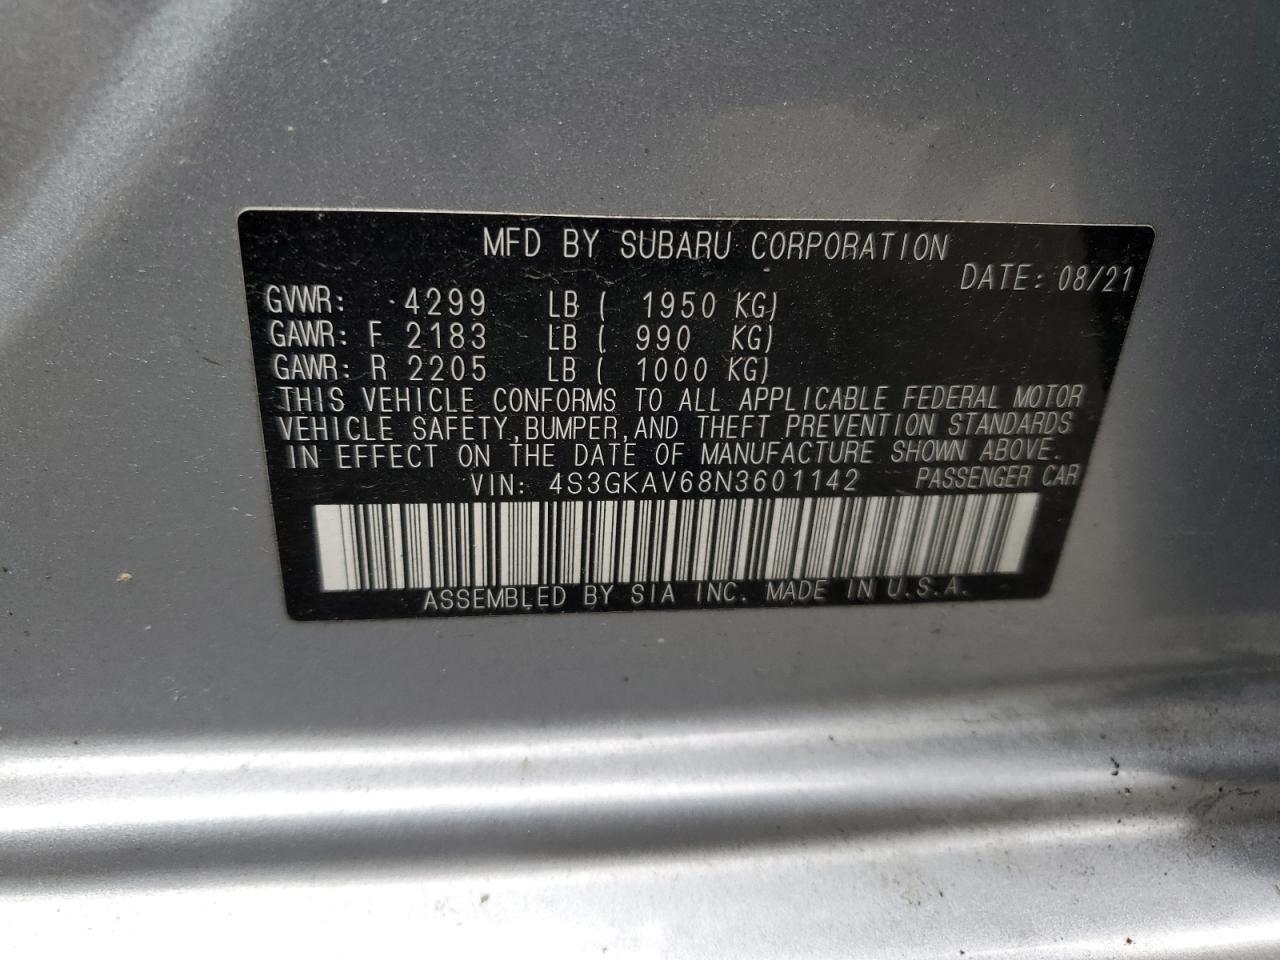 MFD BY SUBARU CORPORATION
DATE: 08/21
GVWR: 4299 LB ( 1950 KG)
GAWR: F 2183 LB ( 990 KG)
GAWR: R 2205 LB ( 1000 KG)
THIS VEHICLE CONFORMS TO ALL APPLICABLE FEDERAL MOTOR
VEHICLE SAFETY, BUMPER, AND THEFT PREVENTION STANDARDS
IN EFFECT ON THE DATE OF MANUFACTURE SHOWN ABOVE.
VIN: 4S3GKAV68N3601142 PASSENGER CAR
ASSEMBLED BY SIA INC. MADE IN U.S.A.